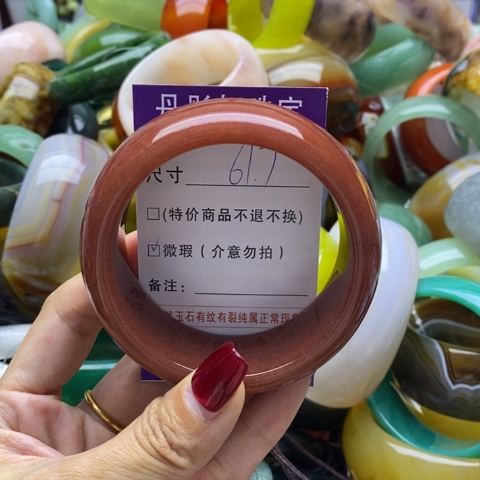 尺寸 61.7
□(特价商品不退不换)
☑微瑕(介意勿拍)
备注:
玉石有纹有裂纯属正常现